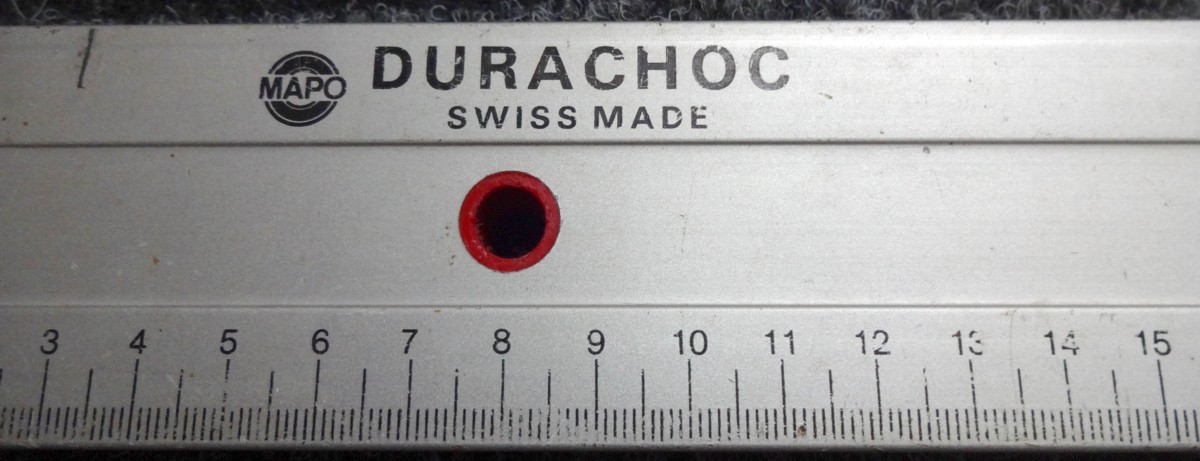 MAPO DURACHOC
SWISS MADE
3 4 5 6 7 8 9 10 11 12 13 14 15